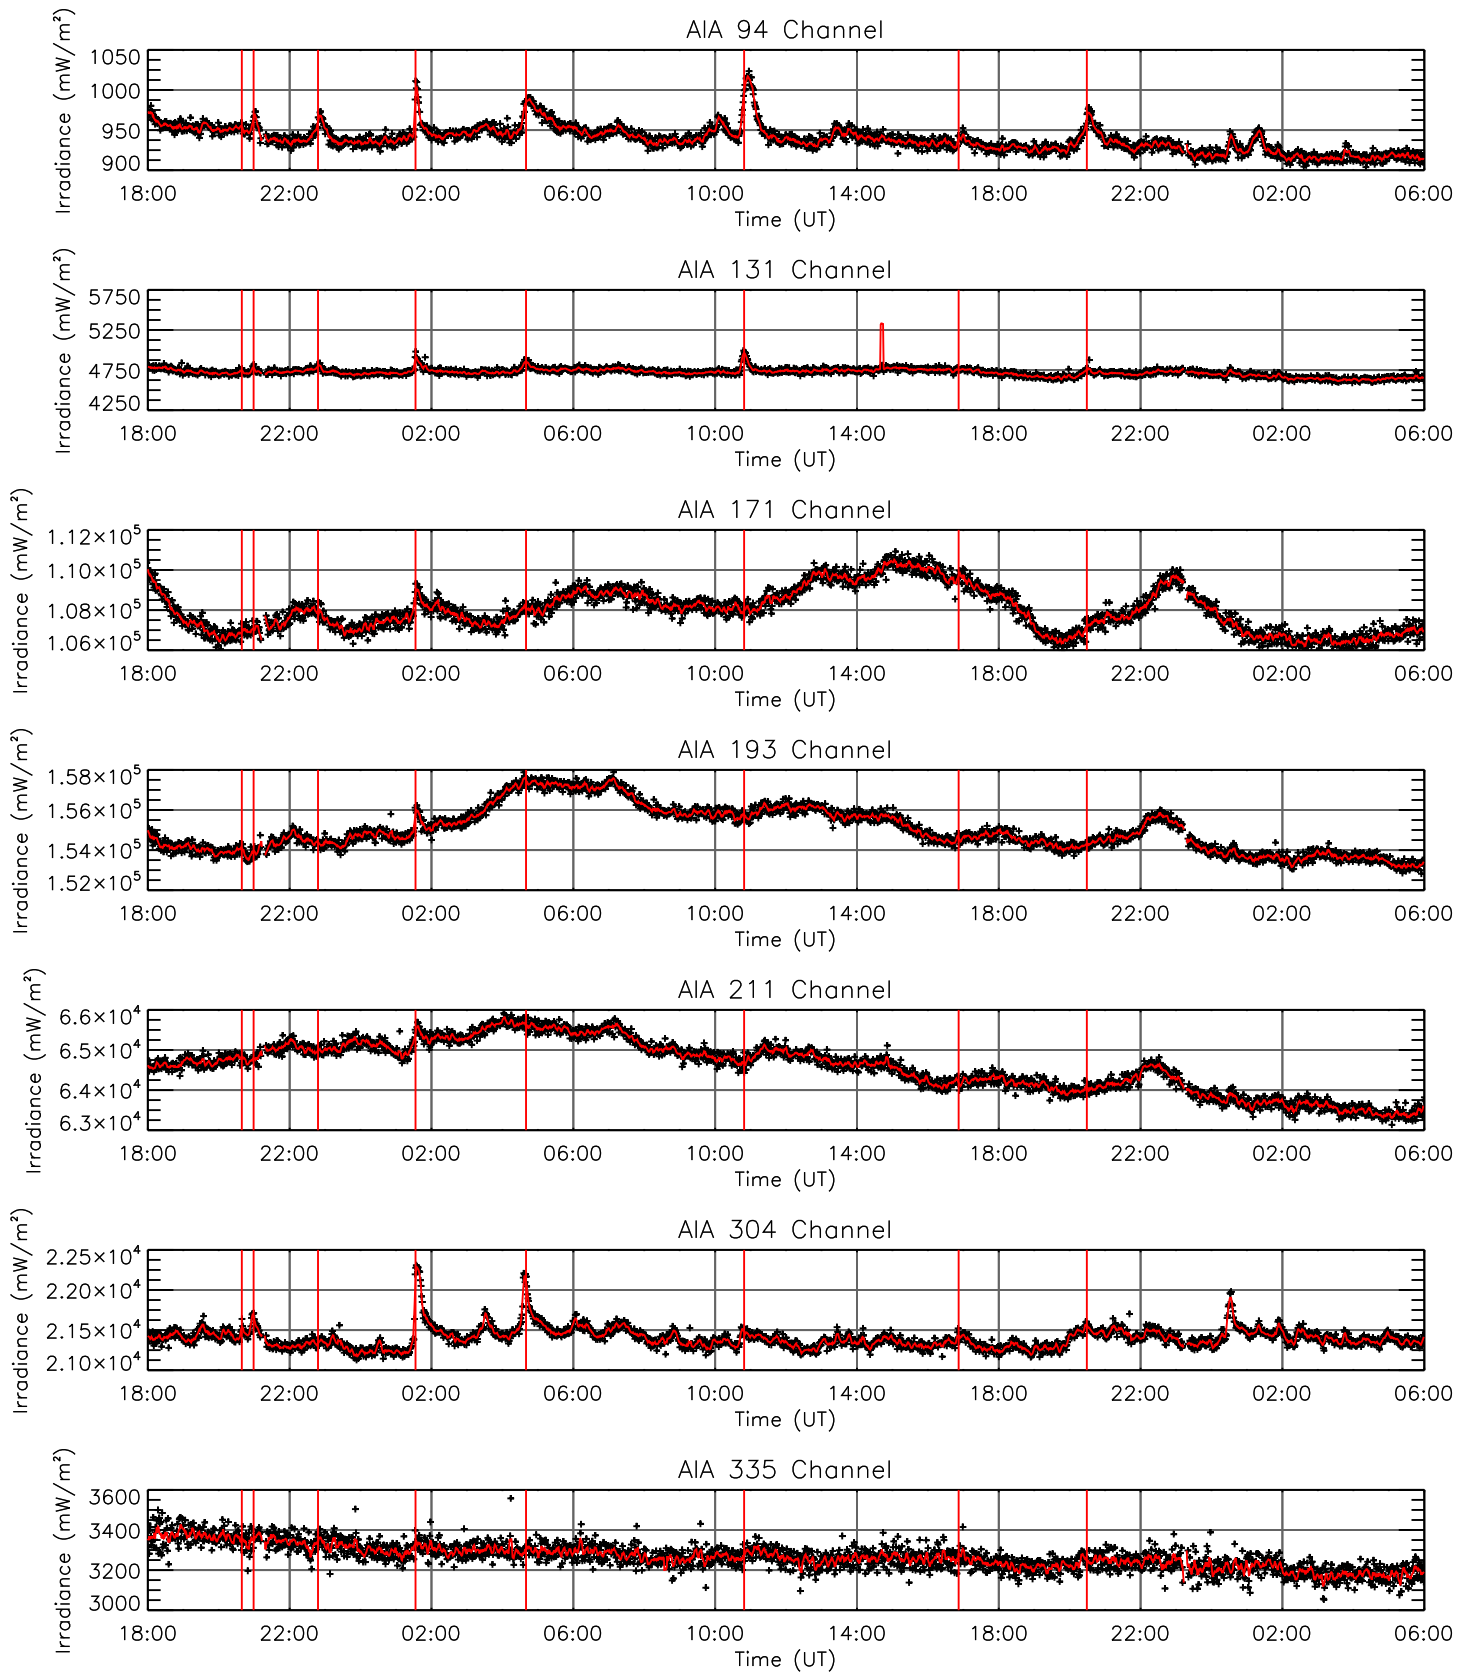 AIA 94 Channel
Irradiance (mW/m²)
1050
1000
950
900
18:00 22:00 02:00 06:00 10:00 14:00 18:00 22:00 02:00 06:00
Time (UT)
AIA 131 Channel
Irradiance (mW/m²)
5750
5250
4750
4250
18:00 22:00 02:00 06:00 10:00 14:00 18:00 22:00 02:00 06:00
Time (UT)
AIA 171 Channel
Irradiance (mW/m²)
1.12×10⁵
1.10×10⁵
1.08×10⁵
1.06×10⁵
18:00 22:00 02:00 06:00 10:00 14:00 18:00 22:00 02:00 06:00
Time (UT)
AIA 193 Channel
Irradiance (mW/m²)
1.58×10⁵
1.56×10⁵
1.54×10⁵
1.52×10⁵
18:00 22:00 02:00 06:00 10:00 14:00 18:00 22:00 02:00 06:00
Time (UT)
AIA 211 Channel
Irradiance (mW/m²)
6.6×10⁴
6.5×10⁴
6.4×10⁴
6.3×10⁴
18:00 22:00 02:00 06:00 10:00 14:00 18:00 22:00 02:00 06:00
Time (UT)
AIA 304 Channel
Irradiance (mW/m²)
2.25×10⁴
2.20×10⁴
2.15×10⁴
2.10×10⁴
18:00 22:00 02:00 06:00 10:00 14:00 18:00 22:00 02:00 06:00
Time (UT)
AIA 335 Channel
Irradiance (mW/m²)
3600
3400
3200
3000
18:00 22:00 02:00 06:00 10:00 14:00 18:00 22:00 02:00 06:00
Time (UT)